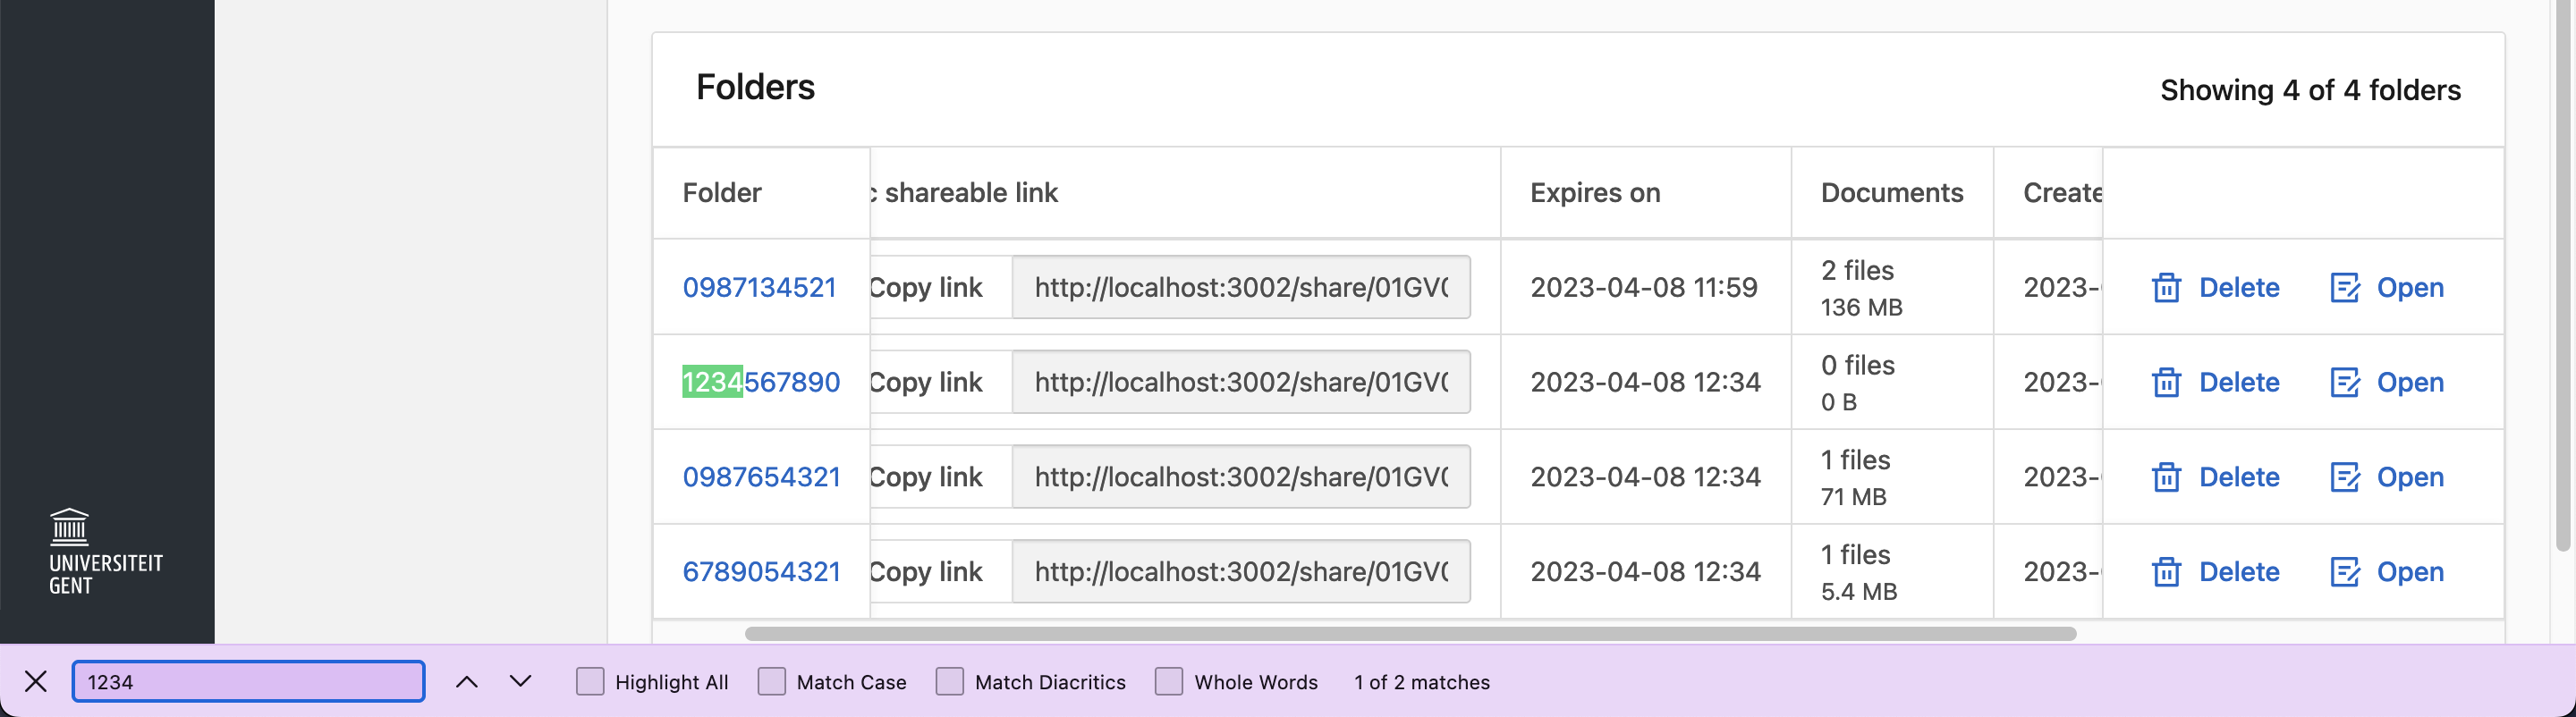 Folders
Showing 4 of 4 folders
Folder
shareable link
Expires on
Documents
Create
0987134521
Copy link
http://localhost:3002/share/01GV
2023-04-08 11:59
2 files
136 MB
2023-
Delete
Open
1234567890
Copy link
http://localhost:3002/share/01GV
2023-04-08 12:34
0 files
0 B
2023-
Delete
Open
0987654321
Copy link
http://localhost:3002/share/01GV
2023-04-08 12:34
1 files
71 MB
2023-
Delete
Open
6789054321
Copy link
http://localhost:3002/share/01GV
2023-04-08 12:34
1 files
5.4 MB
2023-
Delete
Open
UNIVERSITEIT
GENT
1234
Highlight All
Match Case
Match Diacritics
Whole Words
1 of 2 matches